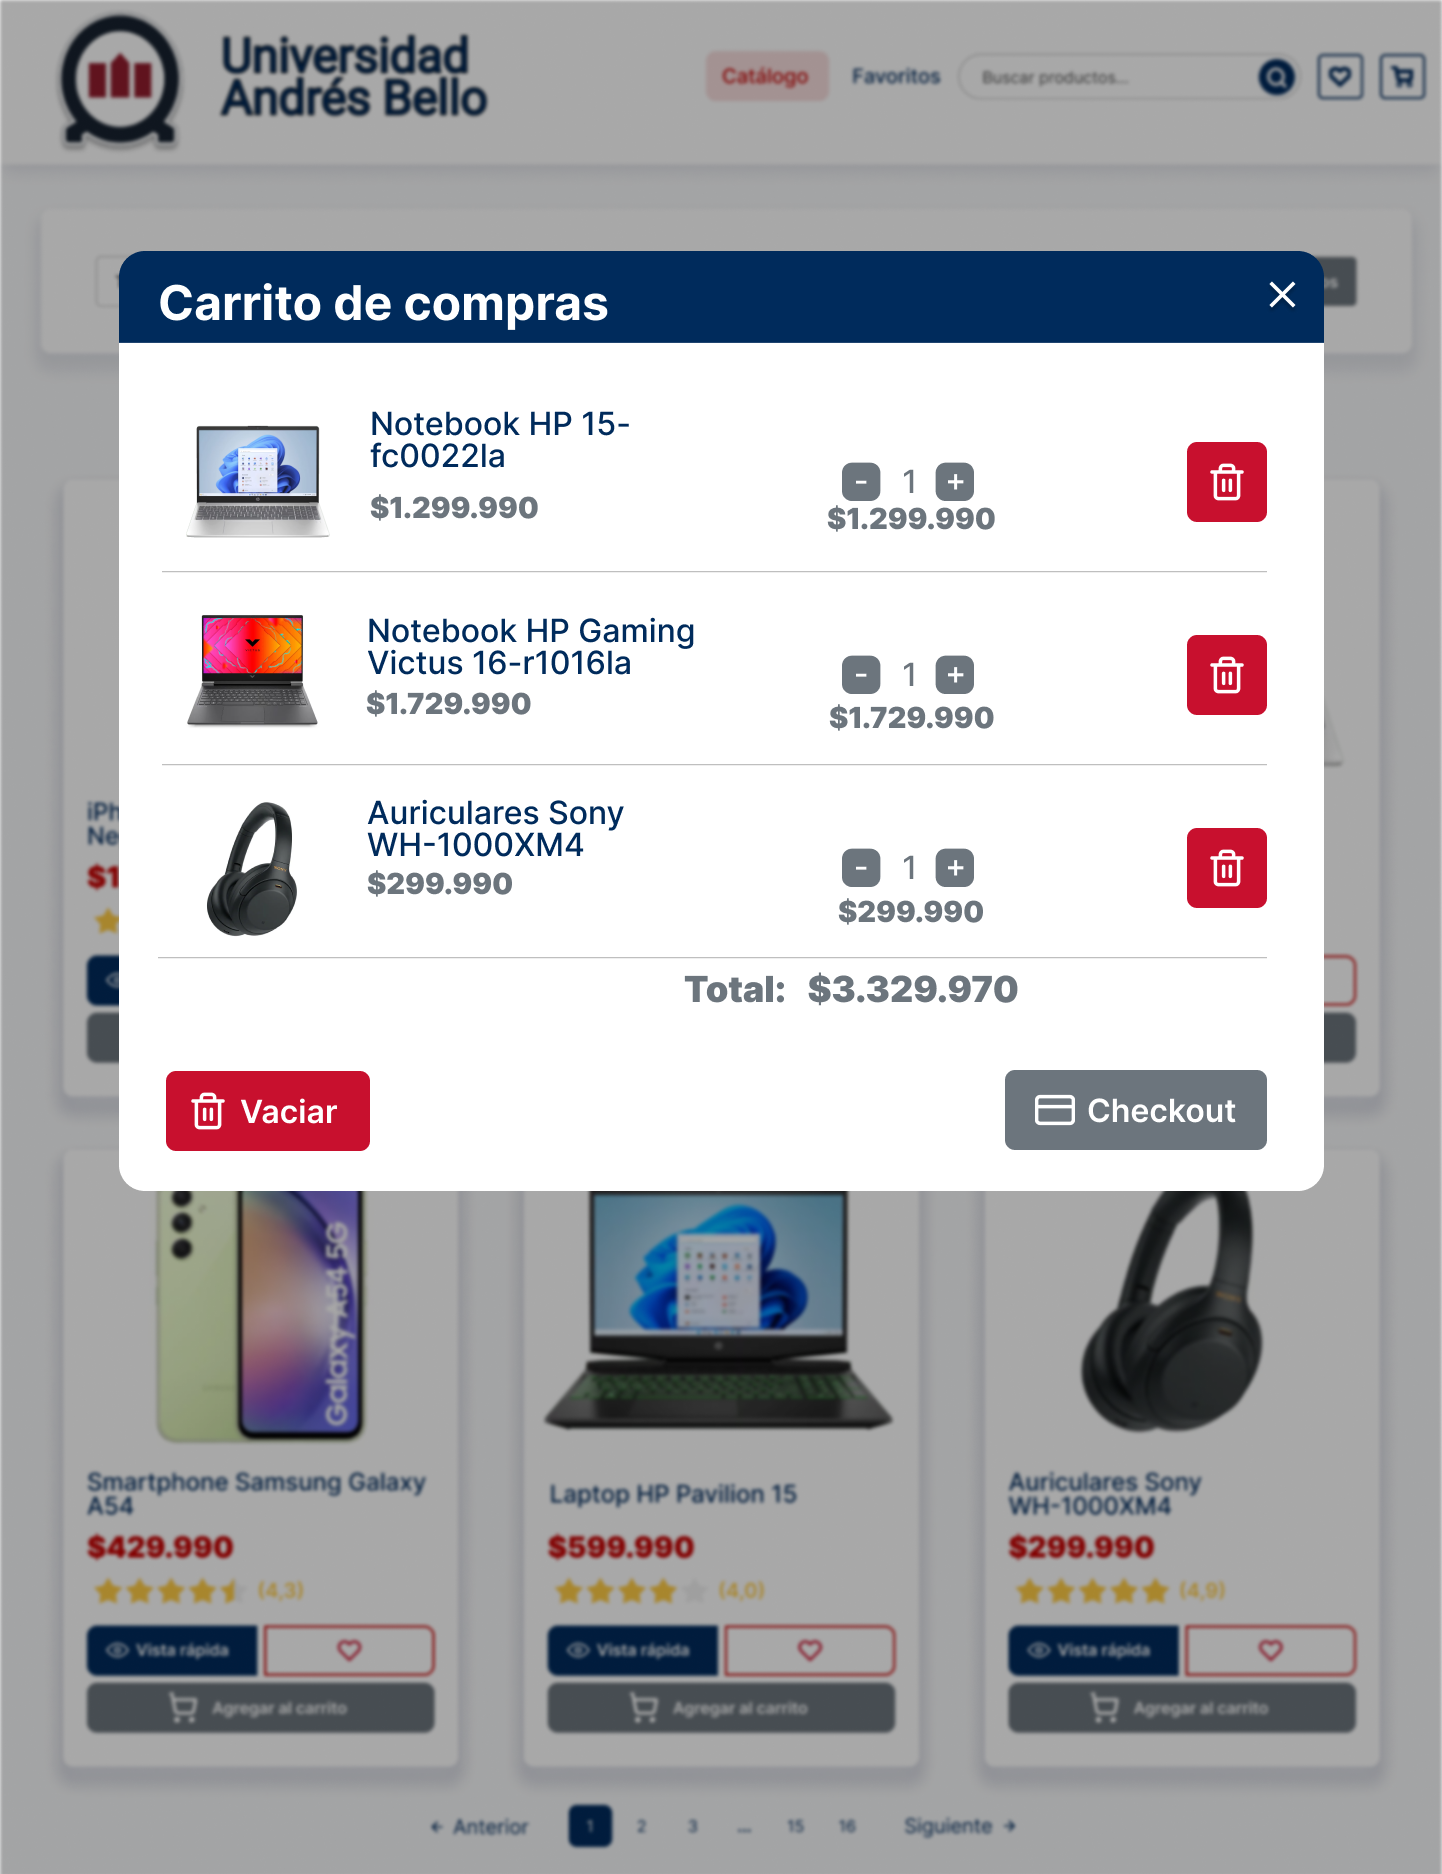 Universidad
Andrés Bello
Catálogo
Favoritos
Buscar productos...
Carrito de compras
Notebook HP 15-
fc0022la
$1.299.990
- 1 +
$1.299.990
Notebook HP Gaming
Victus 16-r1016la
$1.729.990
- 1 +
$1.729.990
Auriculares Sony
WH-1000XM4
$299.990
- 1 +
$299.990
Total: $3.329.970
Vaciar
Checkout
Galaxy A54 5G
Smartphone Samsung Galaxy
A54
$429.990
(4,3)
Vista rápida
Agregar al carrito
Laptop HP Pavilion 15
$599.990
(4,0)
Vista rápida
Agregar al carrito
Auriculares Sony
WH-1000XM4
$299.990
(4,9)
Vista rápida
Agregar al carrito
← Anterior 1 2 3 ... 15 16 Siguiente →